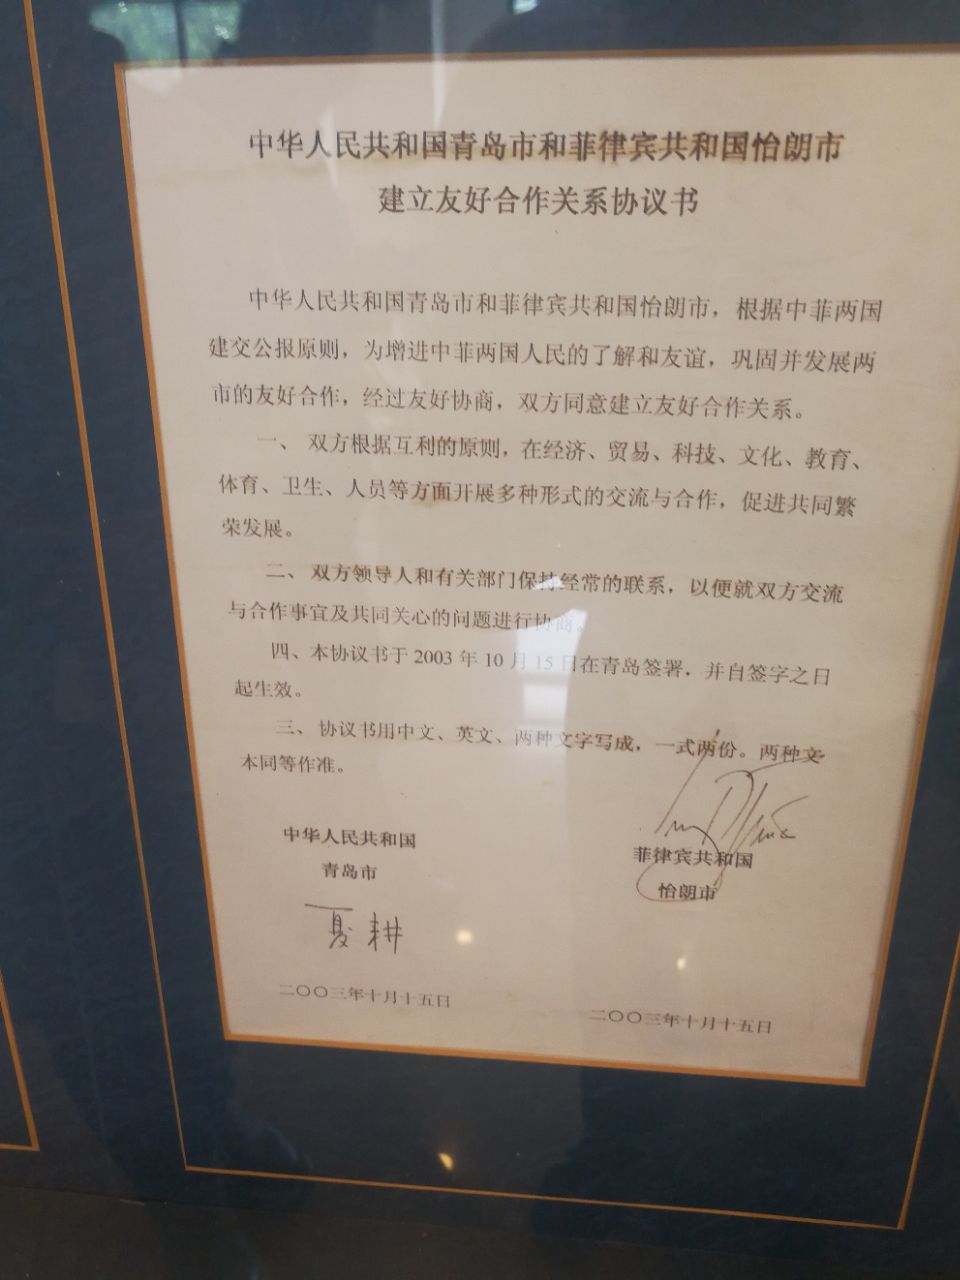 中华人民共和国青岛市和菲律宾共和国怡朗市
建立友好合作关系协议书
中华人民共和国青岛市和菲律宾共和国怡朗市，根据中菲两国
建交公报原则，为增进中菲两国人民的了解和友谊，巩固并发展两
市的友好合作，经过友好协商，双方同意建立友好合作关系。
一、 双方根据互利的原则，在经济、贸易、科技、文化、教育、
体育、卫生、人员等方面开展多种形式的交流与合作，促进共同繁
荣发展。
二、 双方领导人和有关部门保持经常的联系，以便就双方交流
与合作事宜及共同关心的问题进行协商。
四、本协议书于 2003 年 10 月 15 日在青岛签署，并自签字之日
起生效。
三、 协议书用中文、英文、两种文字写成，一式两份。两种文
本同等作准。
中华人民共和国
青岛市
夏耕
二〇〇三年十月十五日
菲律宾共和国
怡朗市
二〇〇三年十月十五日